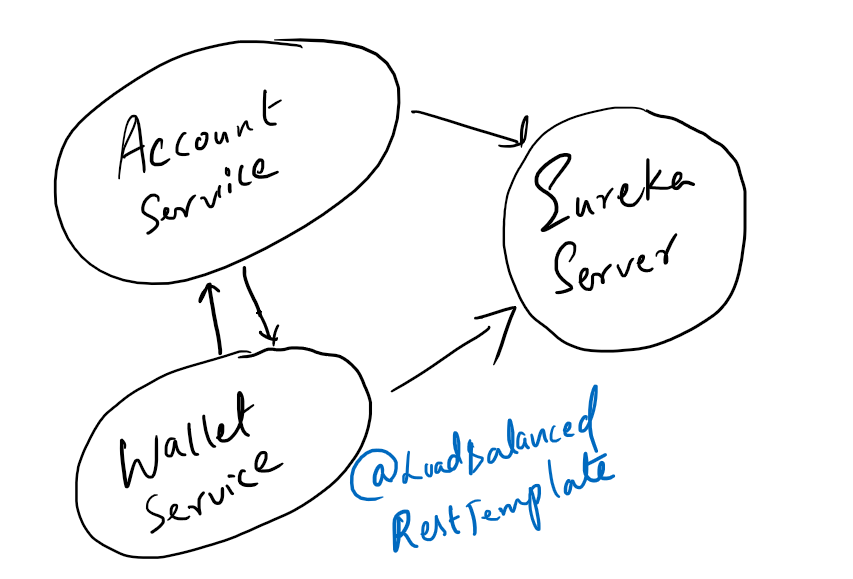 Account
Service
Eureka
Server
Wallet
Service
@LoadBalanced
RestTemplate